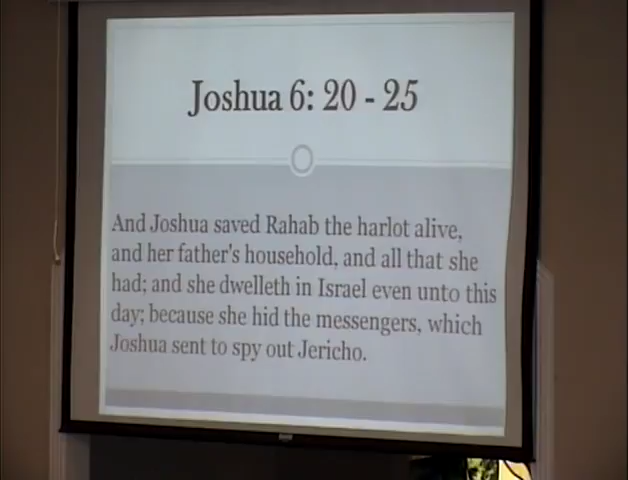 Joshua 6: 20 - 25
And Joshua saved Rahab the harlot alive,
and her father's household, and all that she
had; and she dwelleth in Israel even unto this
day; because she hid the messengers, which
Joshua sent to spy out Jericho.